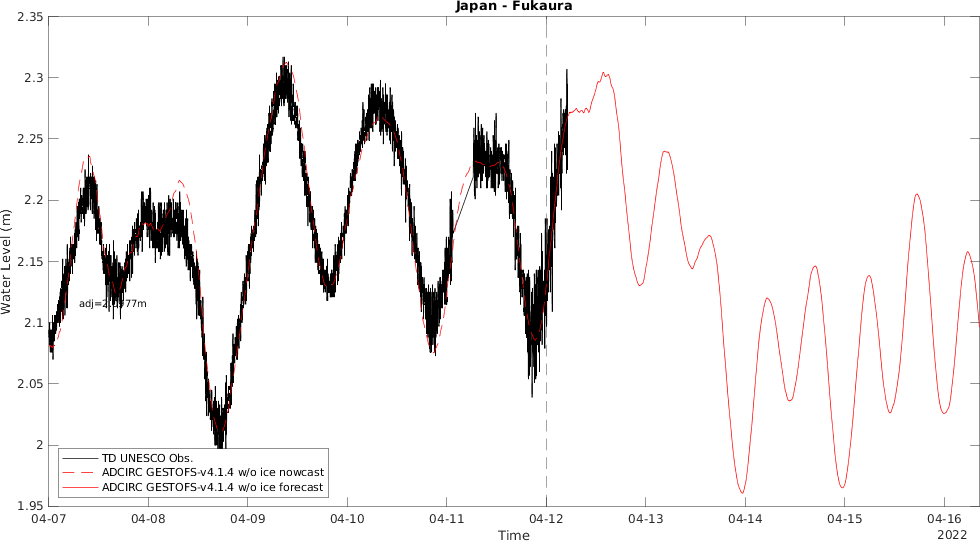 Japan - Fukaura
2.35
2.3
2.25
2.2
2.15
2.1
2.05
2
1.95
Water Level (m)
TD UNESCO Obs.
ADCIRC GESTOFS-v4.1.4 w/o ice nowcast
ADCIRC GESTOFS-v4.1.4 w/o ice forecast
04-07 04-08 04-09 04-10 04-11 04-12 04-13 04-14 04-15 04-16
Time
2022